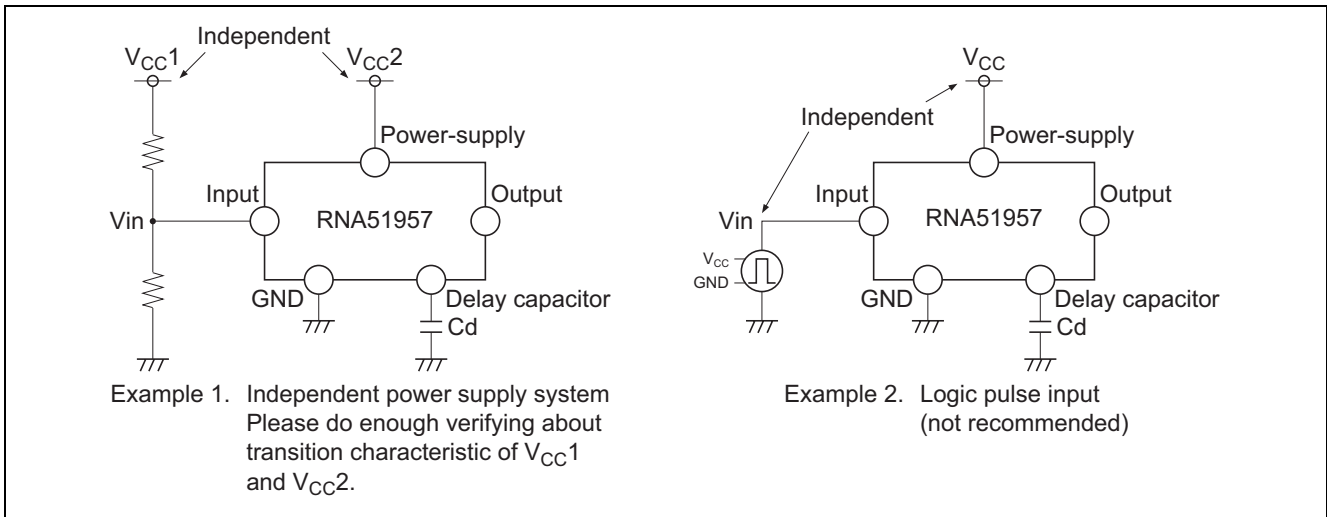 Independent
VCC1
VCC2
Power-supply
Input
Output
Vin
RNA51957
GND
Delay capacitor
Cd
Example 1. Independent power supply system
Please do enough verifying about
transition characteristic of VCC1
and VCC2.
VCC
Independent
Power-supply
Input
Output
Vin
RNA51957
VCC
GND
GND
Delay capacitor
Cd
Example 2. Logic pulse input
(not recommended)